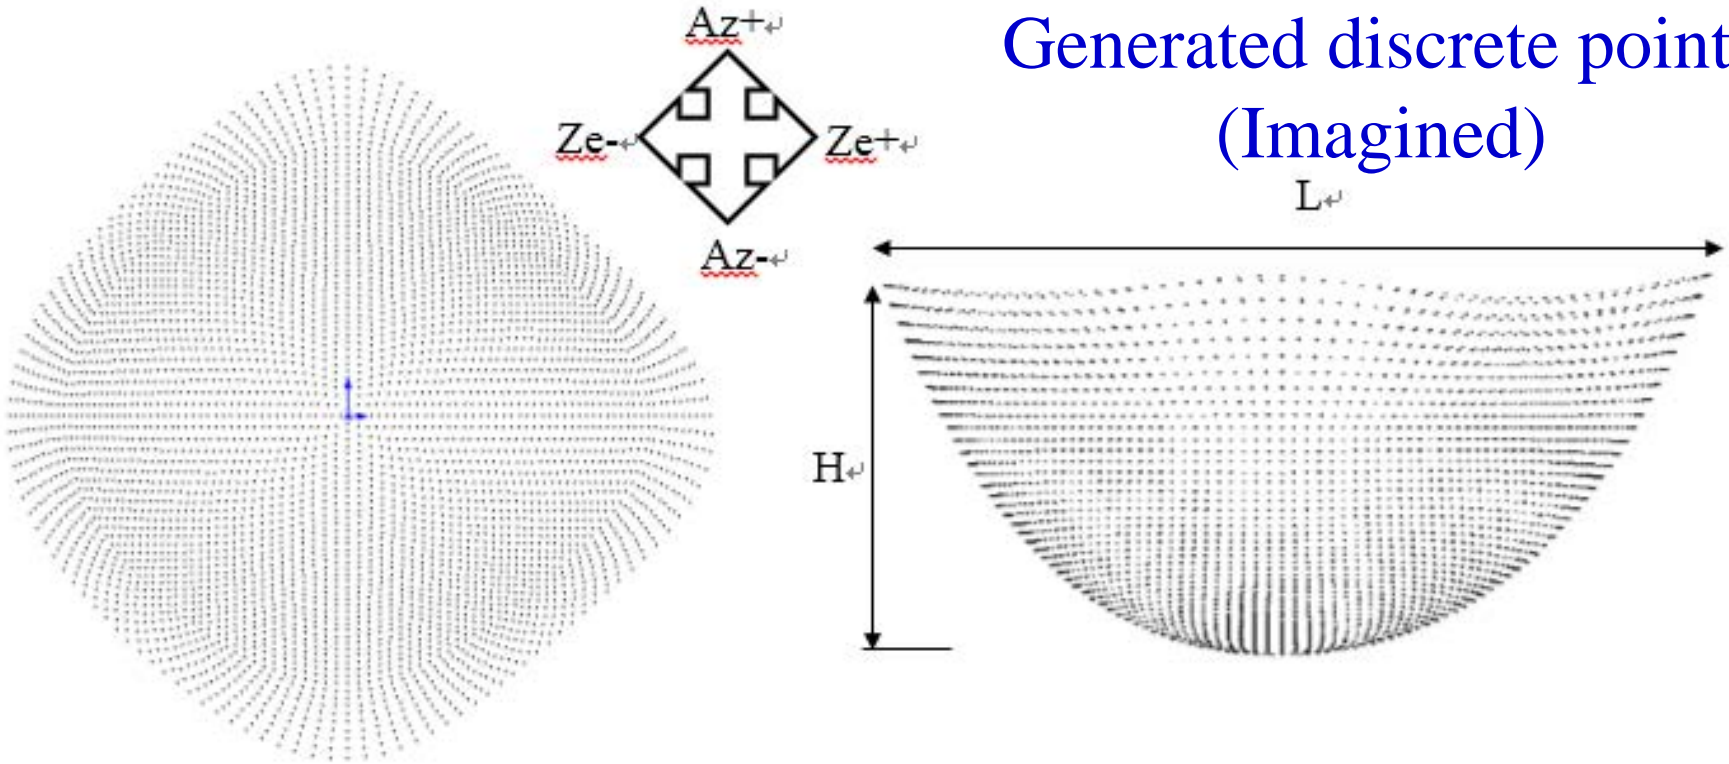 Az+↵
Generated discrete point
(Imagined)
Ze-↵
Ze+↵
L↵
Az-↵
H↵